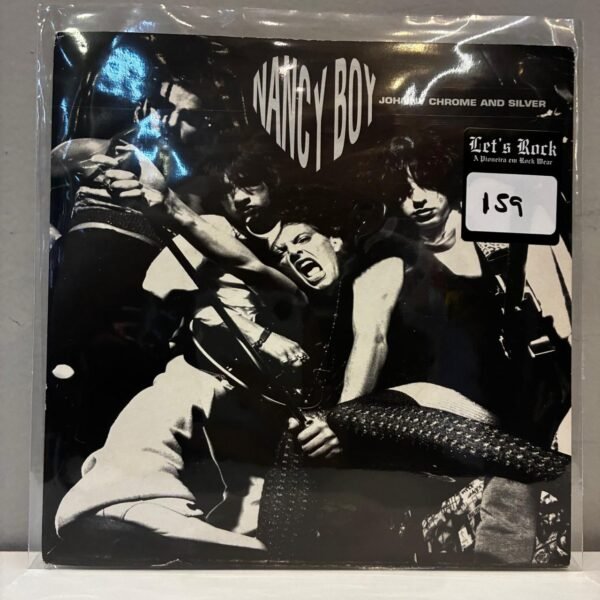 NANCY BOY
JOHNNY CHROME AND SILVER
Let's Rock
A Pioneira em Rock Wear
159